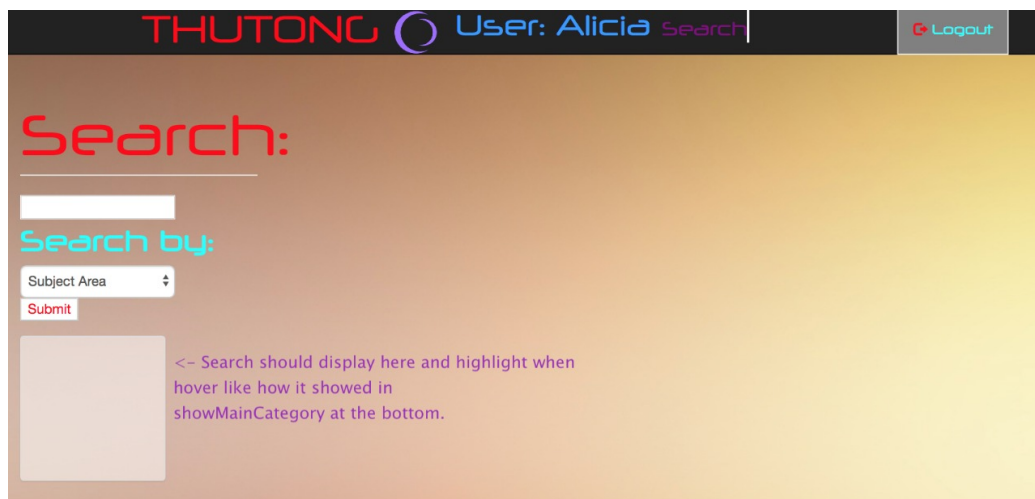 THUTONG User: Alicia Search
Logout
Search:
Search by:
Subject Area
Submit
<- Search should display here and highlight when
hover like how it showed in
showMainCategory at the bottom.